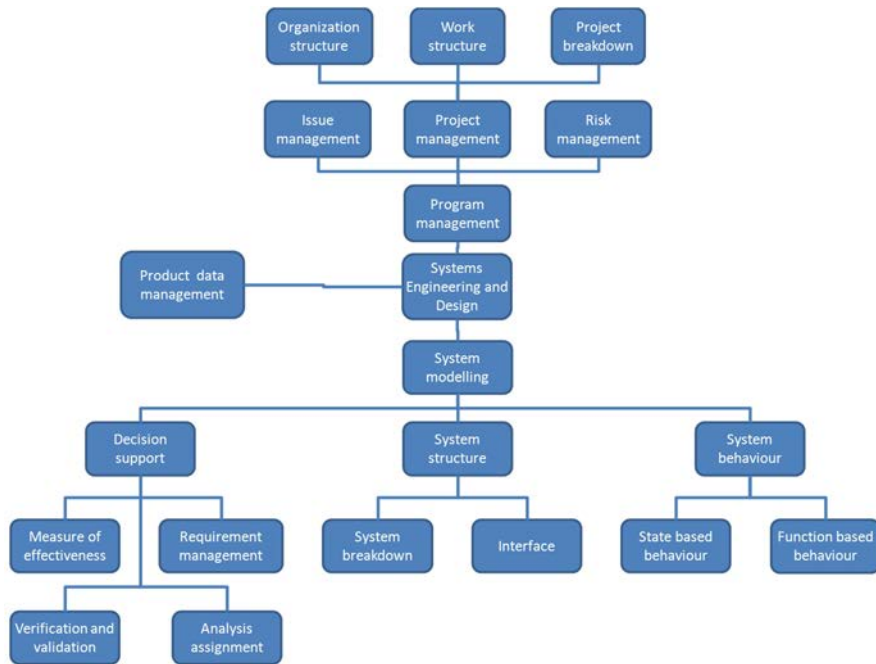 Organization
structure
Work
structure
Project
breakdown
Issue
management
Project
management
Risk
management
Program
management
Product data
management
Systems
Engineering and
Design
System
modelling
Decision
support
System
structure
System
behaviour
Measure of
effectiveness
Requirement
management
System
breakdown
Interface
State based
behaviour
Function based
behaviour
Verification and
validation
Analysis
assignment